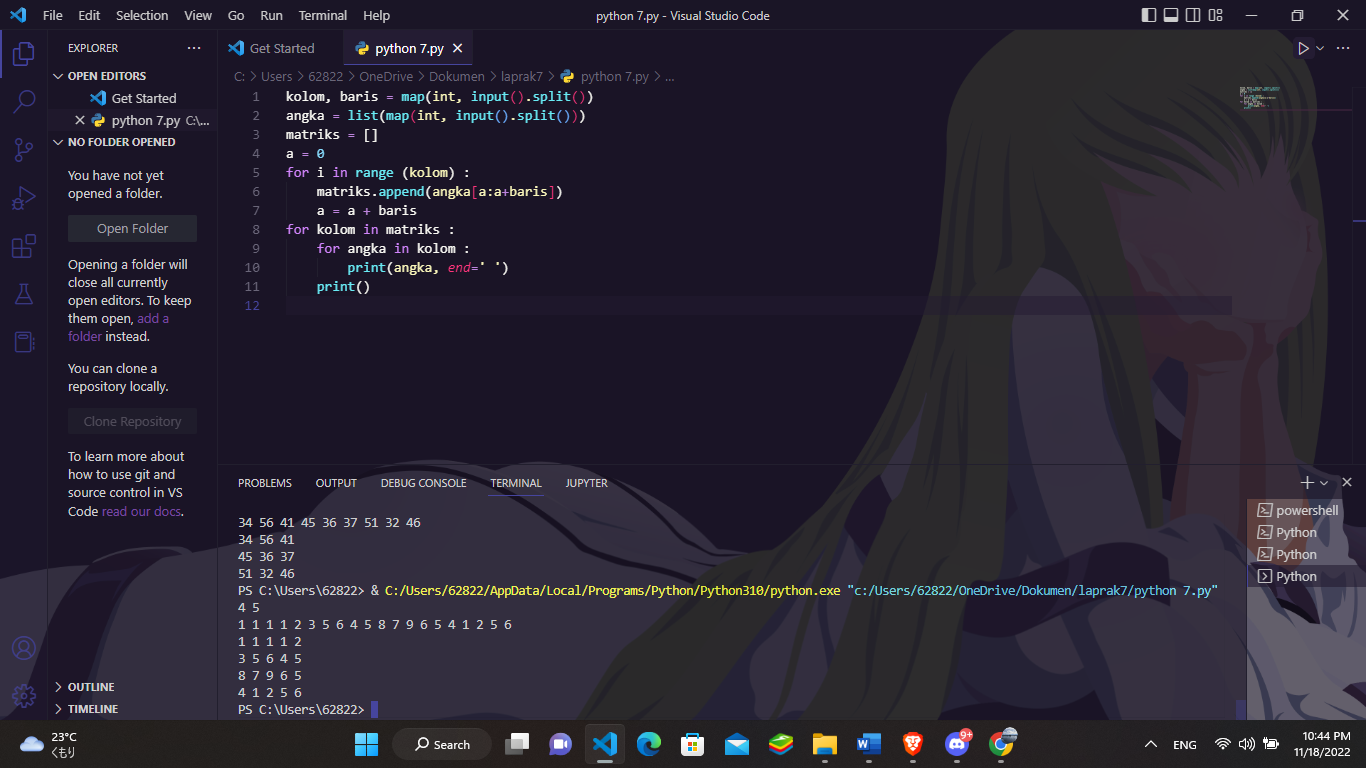 File Edit Selection View Go Run Terminal Help python 7.py - Visual Studio Code
EXPLORER
OPEN EDITORS
Get Started
python 7.py C:\...
NO FOLDER OPENED
You have not yet
opened a folder.
Open Folder
Opening a folder will
close all currently
open editors. To keep
them open, add a
folder instead.
You can clone a
repository locally.
Clone Repository
To learn more about
how to use git and
source control in VS
Code read our docs.
OUTLINE
TIMELINE
Get Started python 7.py
C: > Users > 62822 > OneDrive > Dokumen > laprak7 > python 7.py > ...
1 kolom, baris = map(int, input().split())
2 angka = list(map(int, input().split()))
3 matriks = []
4 a = 0
5 for i in range (kolom) :
6 matriks.append(angka[a:a+baris])
7 a = a + baris
8 for kolom in matriks :
9 for angka in kolom :
10 print(angka, end=' ')
11 print()
12
PROBLEMS OUTPUT DEBUG CONSOLE TERMINAL JUPYTER
34 56 41 45 36 37 51 32 46
34 56 41
45 36 37
51 32 46
PS C:\Users\62822> & C:/Users/62822/AppData/Local/Programs/Python/Python310/python.exe "c:/Users/62822/OneDrive/Dokumen/laprak7/python 7.py"
4 5
1 1 1 1 2 3 5 6 4 5 8 7 9 6 5 4 1 2 5 6
1 1 1 1 2
3 5 6 4 5
8 7 9 6 5
4 1 2 5 6
PS C:\Users\62822>
powershell
Python
Python
Python
23°C
くもり
Search
9+
ENG
10:44 PM
11/18/2022